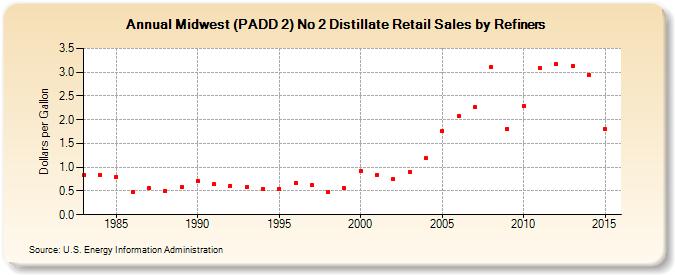 Annual Midwest (PADD 2) No 2 Distillate Retail Sales by Refiners
Dollars per Gallon
3.5
3.0
2.5
2.0
1.5
1.0
0.5
0.0
1985 1990 1995 2000 2005 2010 2015
Source: U.S. Energy Information Administration